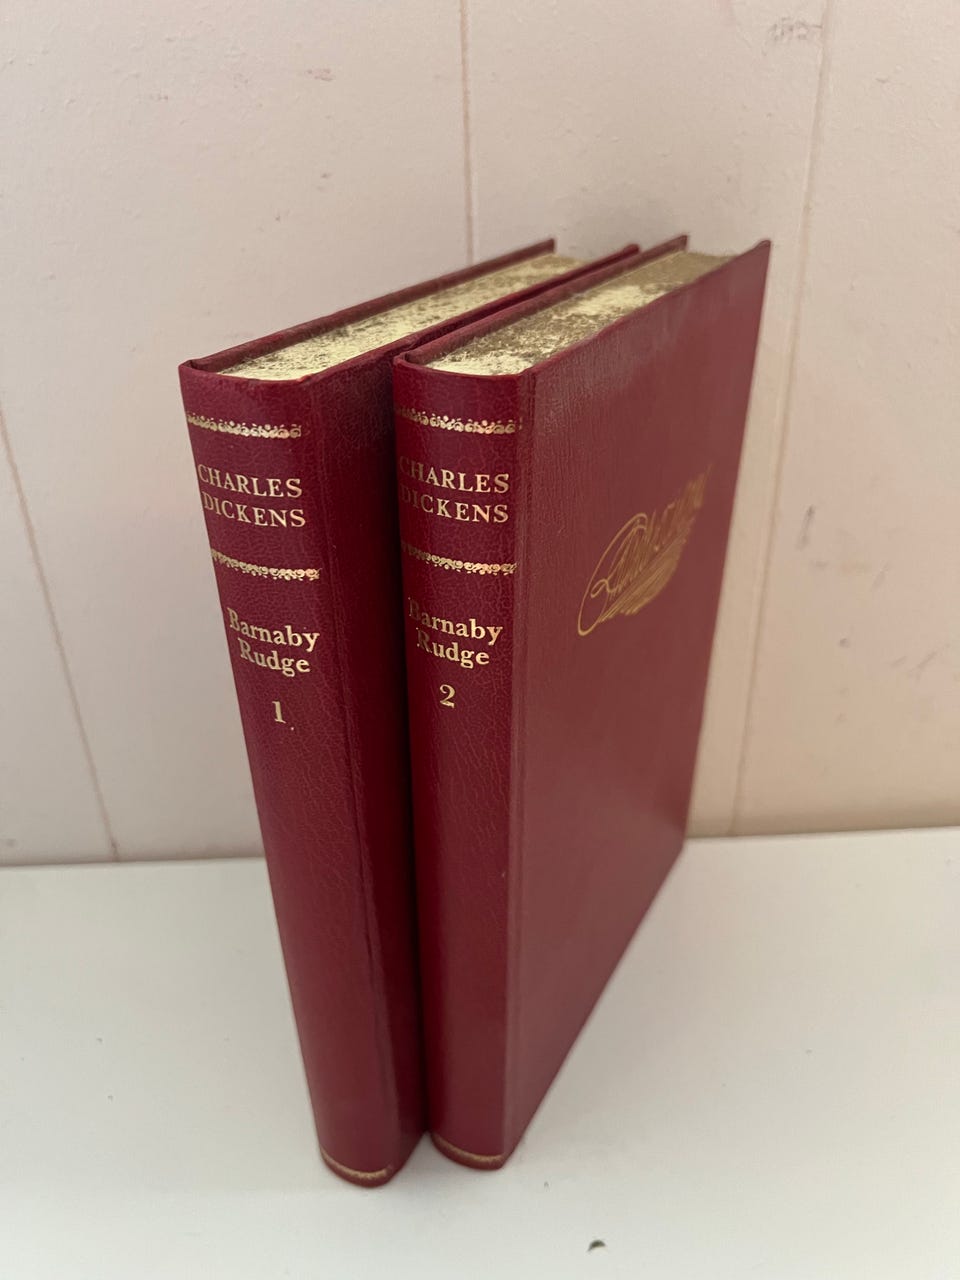 CHARLES
DICKENS
Barnaby
Rudge
1
CHARLES
DICKENS
Barnaby
Rudge
2